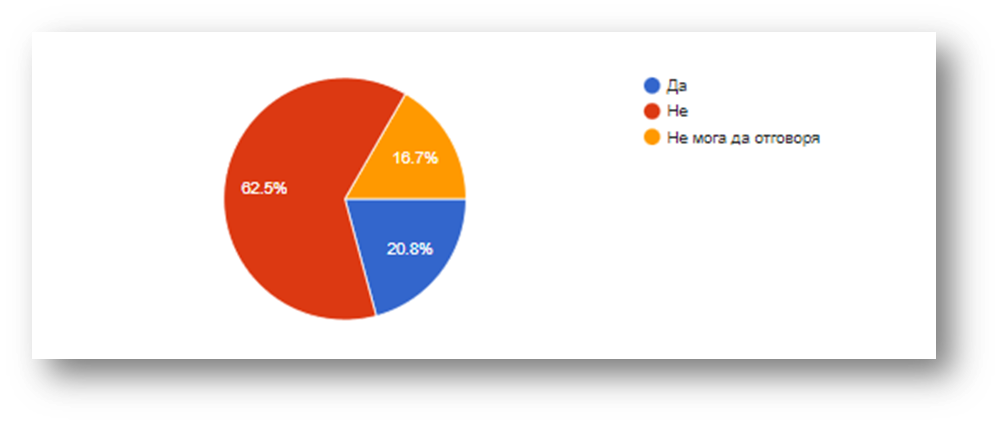 Да
Не
Не мога да отговоря
16.7%
62.5%
20.8%